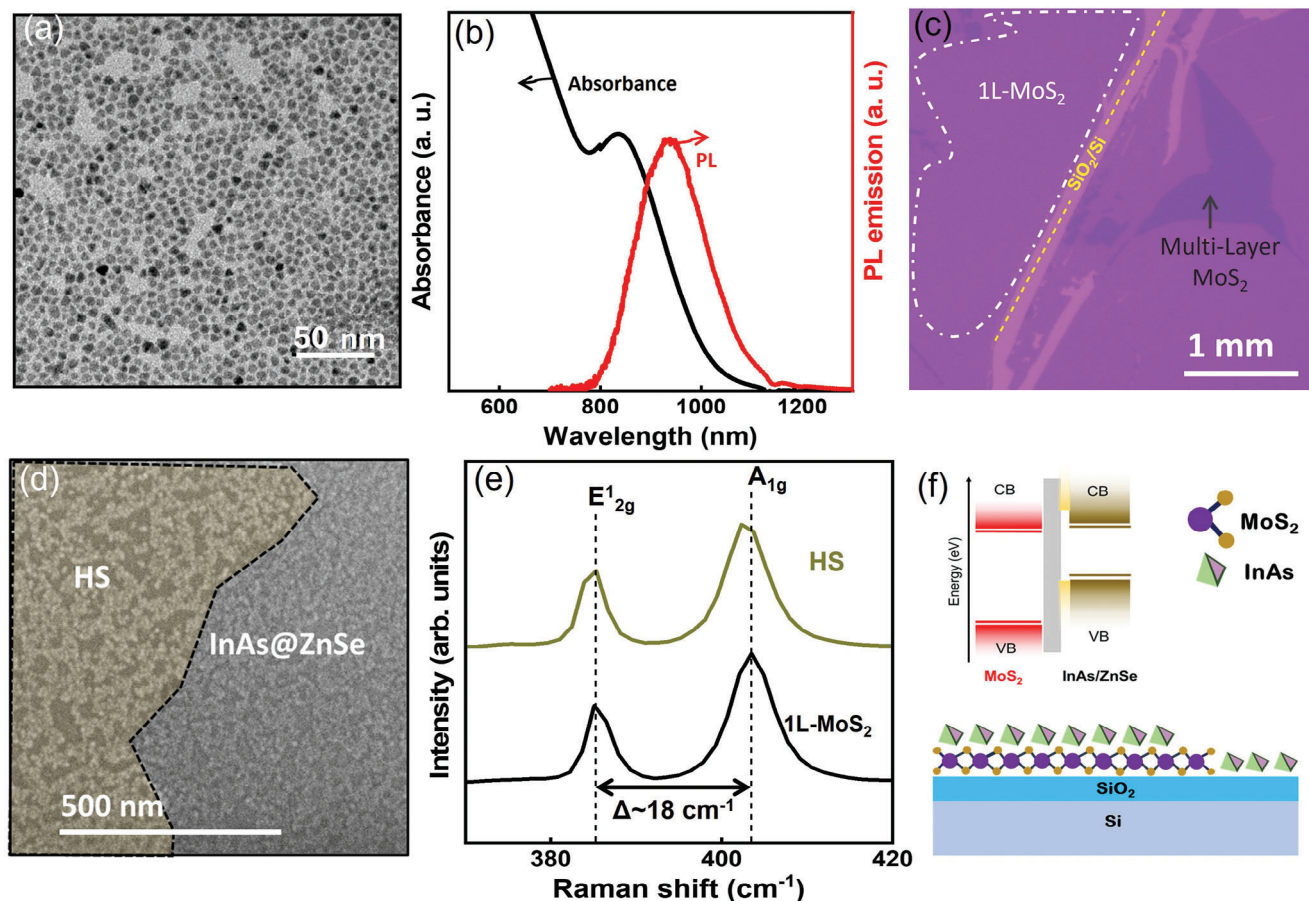 (a)
50 nm
(b)
Absorbance
PL
Absorbance (a. u.)
PL emission (a. u.)
600
800
1000
1200
Wavelength (nm)
(c)
1L-MoS₂
SiO₂/Si
Multi-Layer
MoS₂
1 mm
(d)
HS
InAs@ZnSe
500 nm
(e)
E¹₂g
A₁g
HS
1L-MoS₂
Δ~18 cm⁻¹
Intensity (arb. units)
380
400
420
Raman shift (cm⁻¹)
(f)
CB
CB
Energy (eV)
VB
VB
MoS₂
InAs/ZnSe
MoS₂
InAs
SiO₂
Si